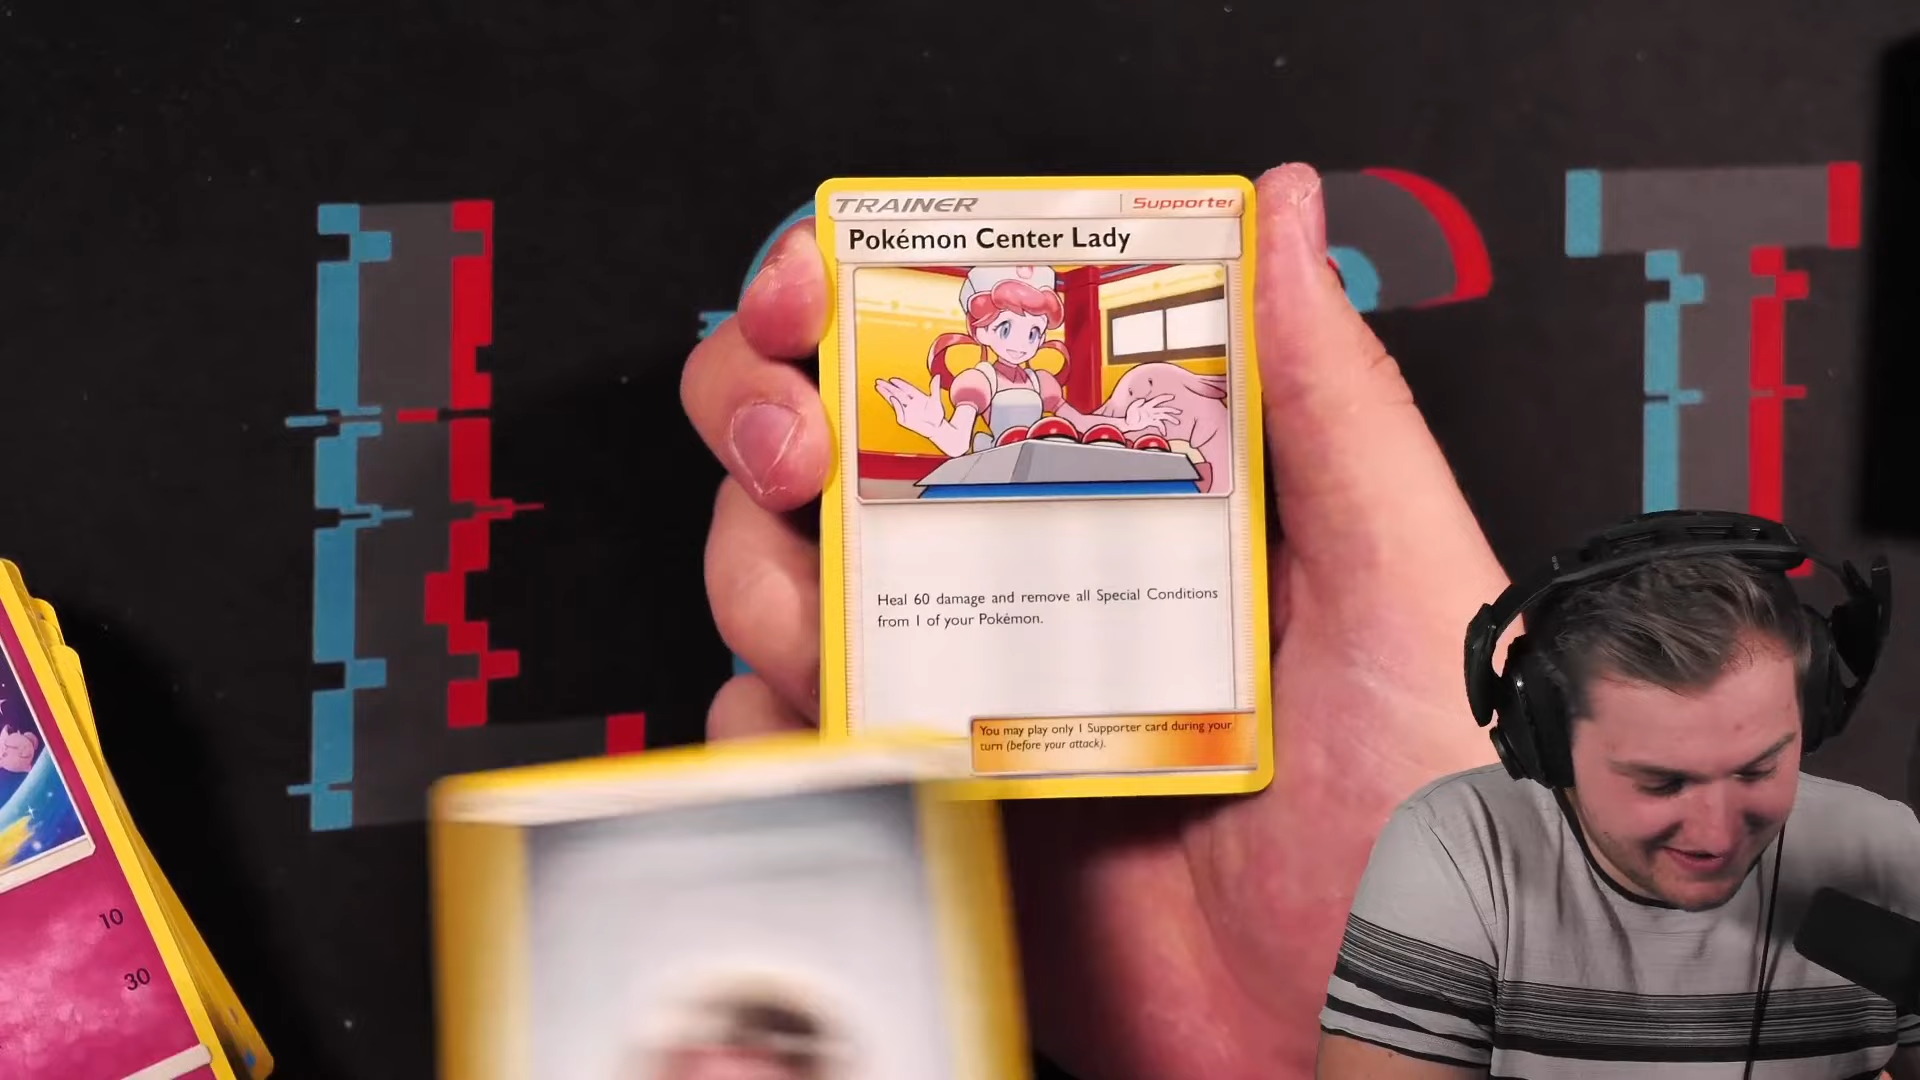 TRAINER
Supporter
Pokémon Center Lady
Heal 60 damage and remove all Special Conditions
from 1 of your Pokémon.
You may play only 1 Supporter card during your
turn (before your attack).
10
30